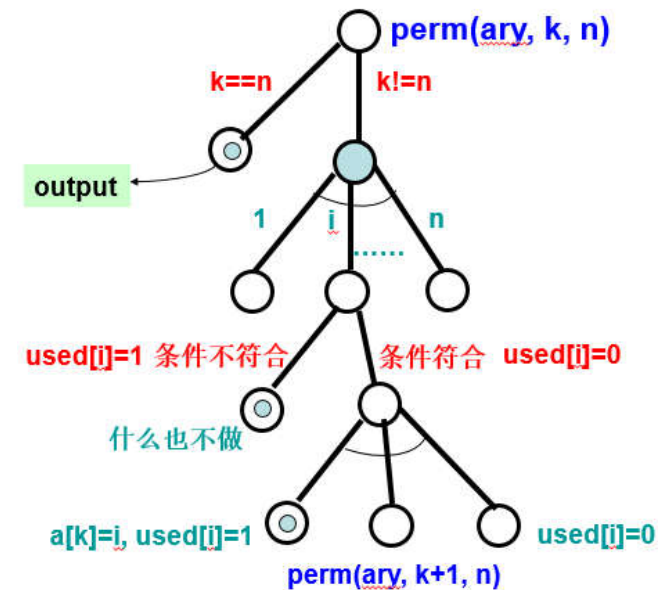 perm(ary, k, n)
k==n
k!=n
output
1
i
n
......
used[i]=1 条件不符合
条件符合 used[i]=0
什么也不做
a[k]=i, used[i]=1
used[i]=0
perm(ary, k+1, n)